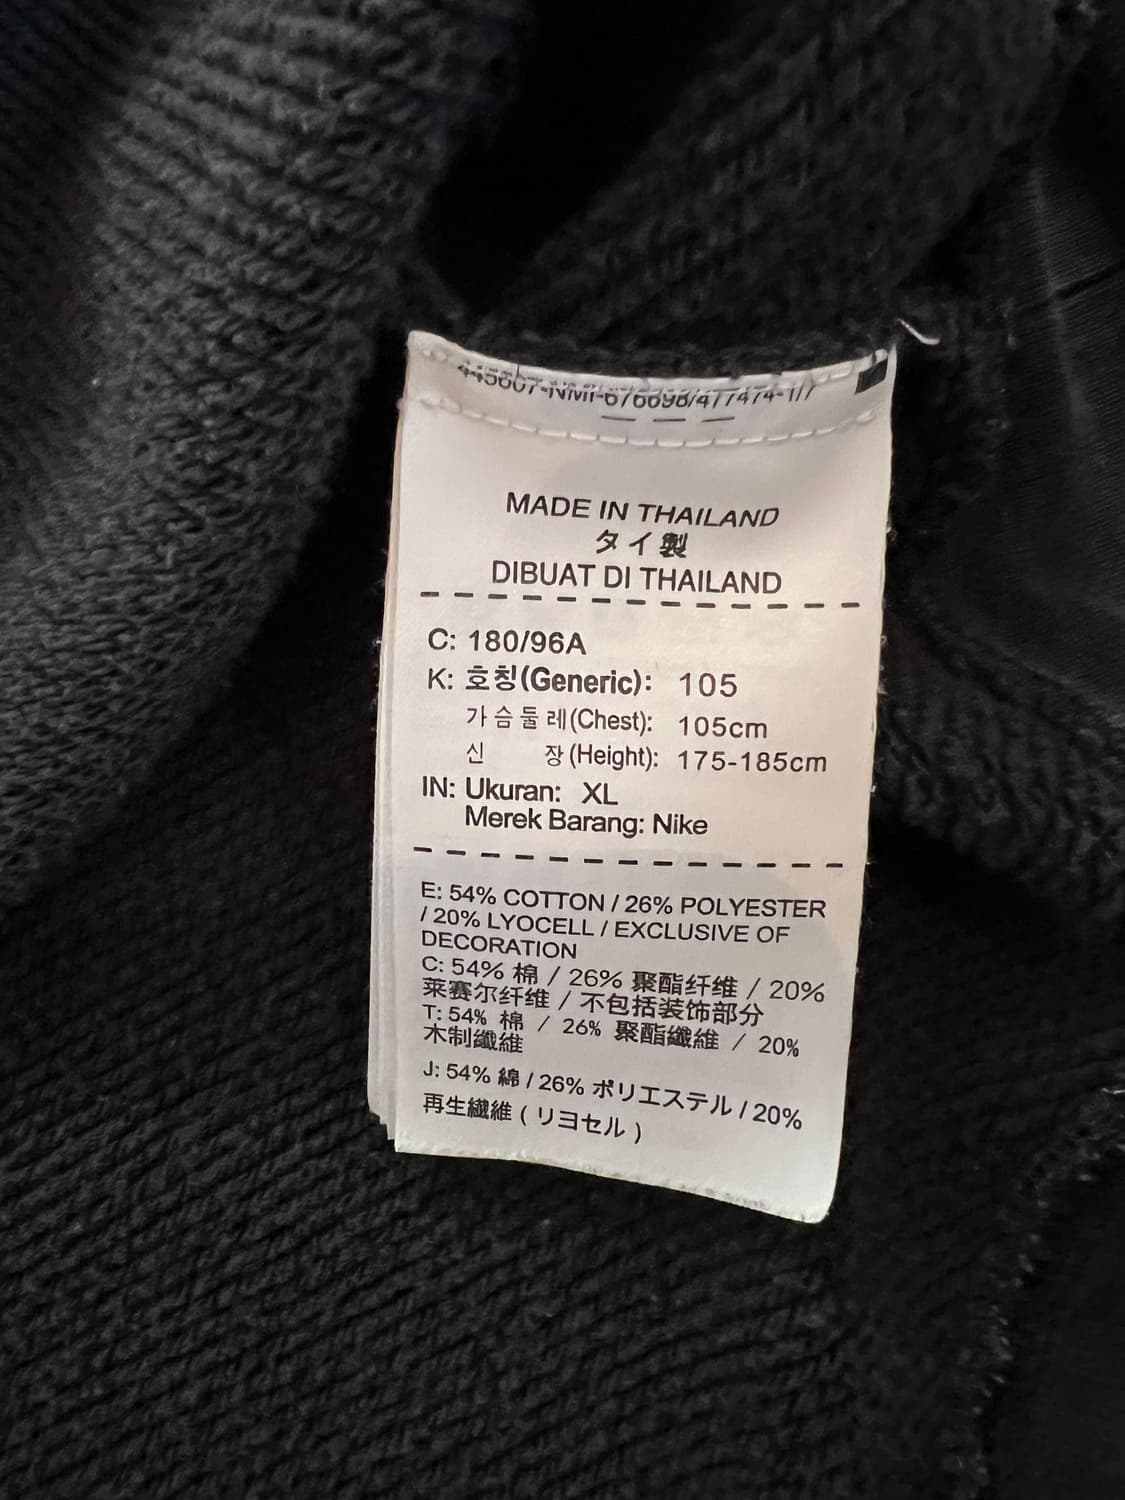 MADE IN THAILAND
タイ製
DIBUAT DI THAILAND
C: 180/96A
K: 호칭(Generic): 105
가슴둘레(Chest): 105cm
신 장(Height): 175-185cm
IN: Ukuran: XL
Merek Barang: Nike
E: 54% COTTON / 26% POLYESTER
/ 20% LYOCELL / EXCLUSIVE OF
DECORATION
C: 54% 棉 / 26% 聚酯纤维 / 20%
莱赛尔纤维 / 不包括装饰部分
T: 54% 棉 / 26% 聚酯纖維 / 20%
木制纖維
J: 54% 綿 / 26% ポリエステル / 20%
再生繊維 ( リヨセル )